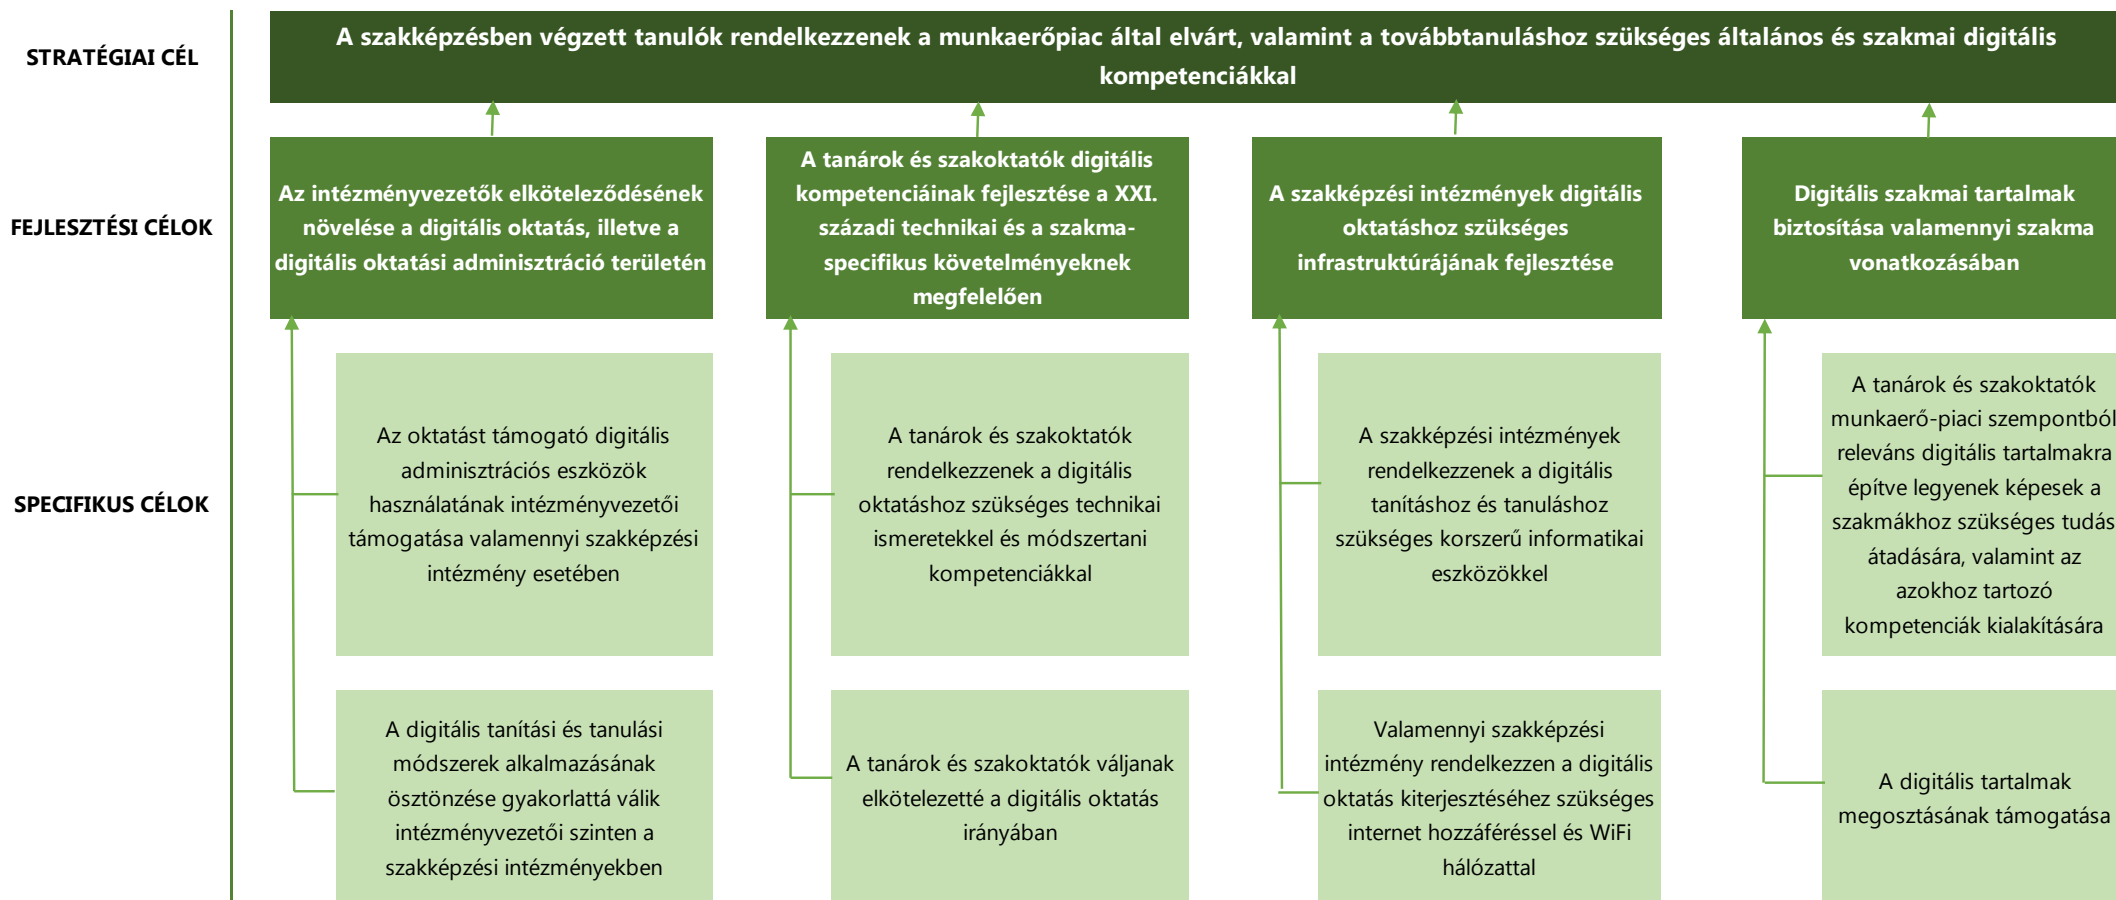 STRATÉGIAI CÉL
A szakképzésben végzett tanulók rendelkezzenek a munkaerőpiac által elvárt, valamint a továbbtanuláshoz szükséges általános és szakmai digitális
kompetenciákkal
FEJLESZTÉSI CÉLOK
Az intézményvezetők elköteleződésének
növelése a digitális oktatás, illetve a
digitális oktatási adminisztráció területén
A tanárok és szakoktatók digitális
kompetenciáinak fejlesztése a XXI.
századi technikai és a szakma-
specifikus követelményeknek
megfelelően
A szakképzési intézmények digitális
oktatáshoz szükséges
infrastruktúrájának fejlesztése
Digitális szakmai tartalmak
biztosítása valamennyi szakma
vonatkozásában
SPECIFIKUS CÉLOK
Az oktatást támogató digitális
adminisztrációs eszközök
használatának intézményvezetői
támogatása valamennyi szakképzési
intézmény esetében
A tanárok és szakoktatók
rendelkezzenek a digitális
oktatáshoz szükséges technikai
ismeretekkel és módszertani
kompetenciákkal
A szakképzési intézmények
rendelkezzenek a digitális
tanításhoz és tanuláshoz
szükséges korszerű informatikai
eszközökkel
A tanárok és szakoktatók
munkaerő-piaci szempontból
releváns digitális tartalmakra
építve legyenek képesek a
szakmákhoz szükséges tudás
átadására, valamint az
azokhoz tartozó
kompetenciák kialakítására
A digitális tanítási és tanulási
módszerek alkalmazásának
ösztönzése gyakorlattá válik
intézményvezetői szinten a
szakképzési intézményekben
A tanárok és szakoktatók váljanak
elkötelezetté a digitális oktatás
irányában
Valamennyi szakképzési
intézmény rendelkezzen a digitális
oktatás kiterjesztéséhez szükséges
internet hozzáféréssel és WiFi
hálózattal
A digitális tartalmak
megosztásának támogatása